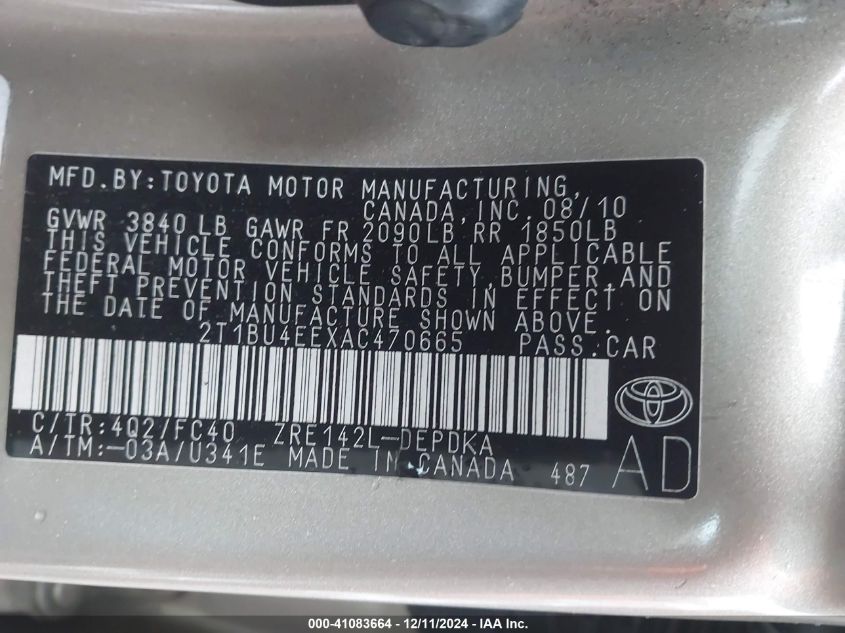 MFD.BY:TOYOTA MOTOR MANUFACTURING,
CANADA,INC. 08/10
GVWR 3840 LB GAWR FR 2090LB RR 1850LB
THIS VEHICLE CONFORMS TO ALL APPLICABLE
FEDERAL MOTOR VEHICLE SAFETY,BUMPER,AND
THEFT PREVENTION STANDARDS IN EFFECT ON
THE DATE OF MANUFACTURE SHOWN ABOVE.
2T1BU4EEXAC470665 PASS.CAR
C/TR:4Q2/FC40 ZRE142L-DEPDKA
A/TM:-03A/U341E MADE IN CANADA 487
AD
000-41083664 / 12/11/2024 - IAA Inc.